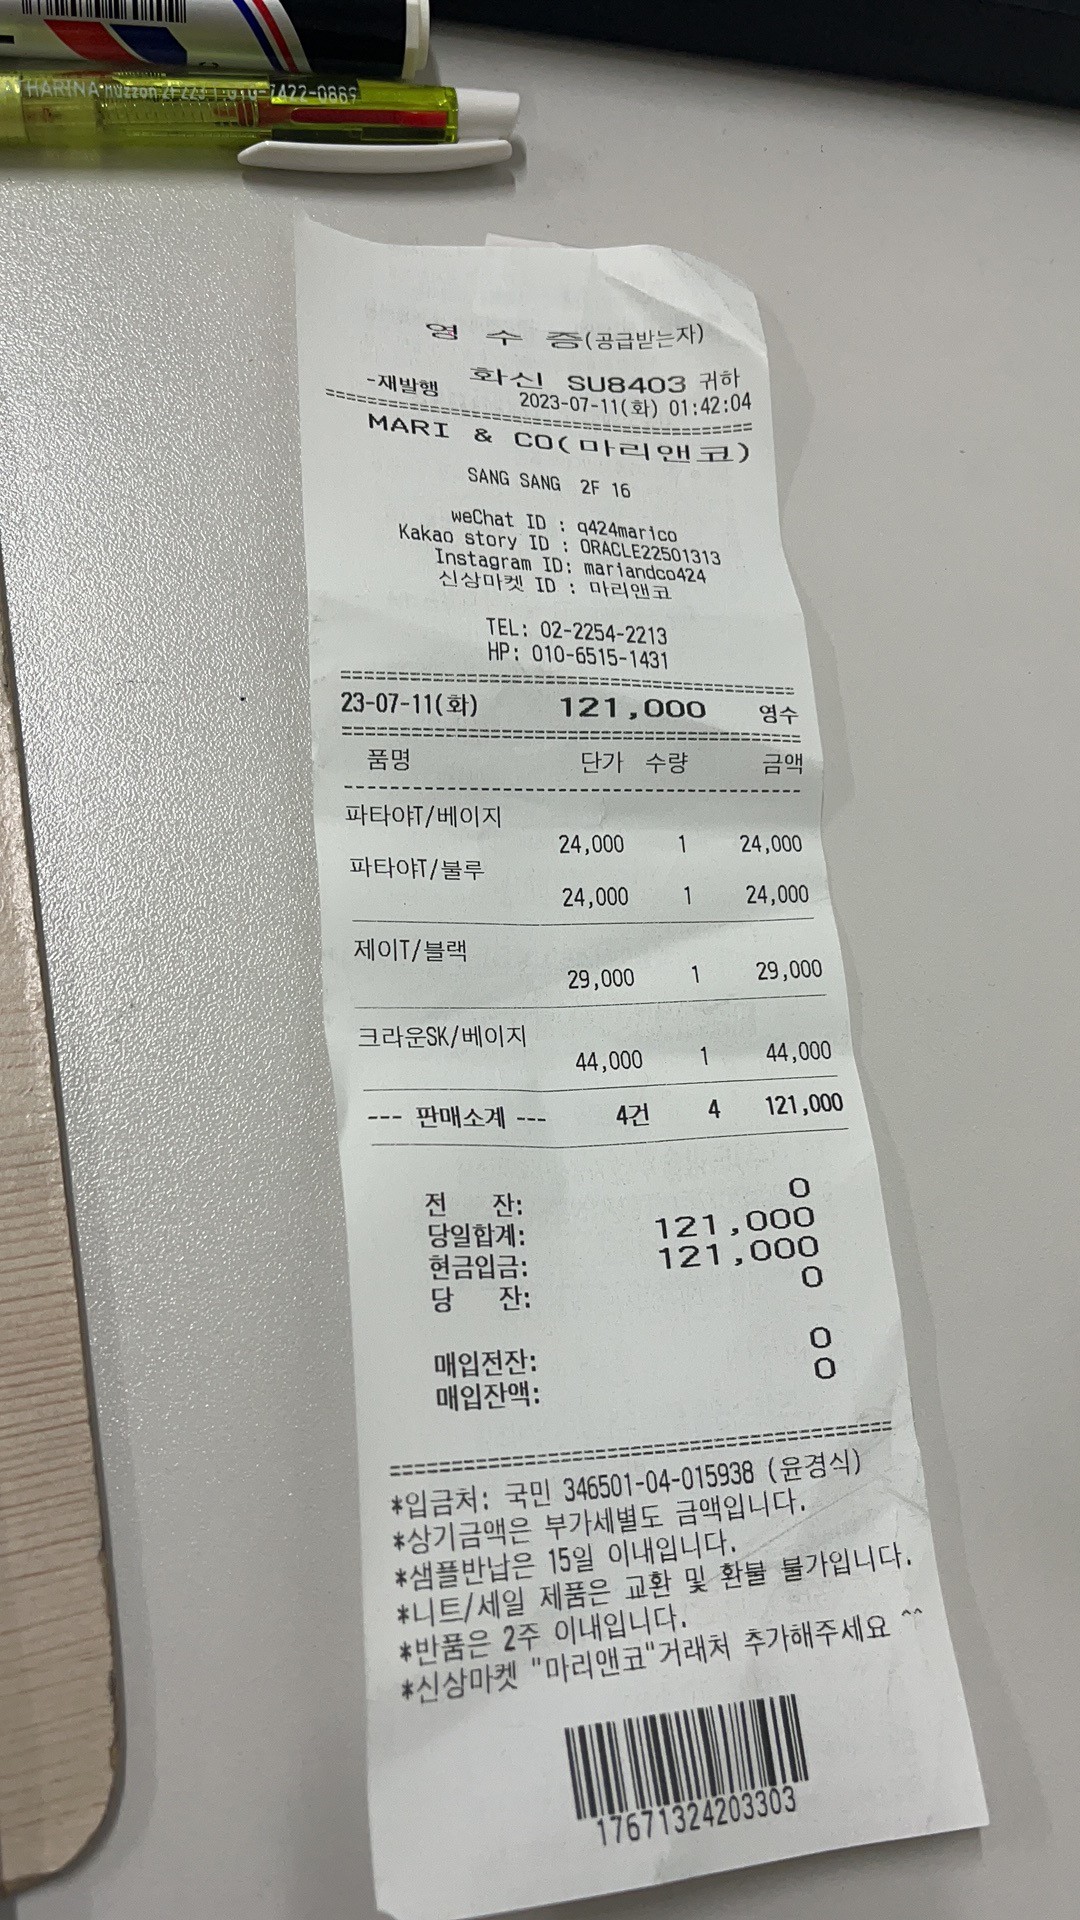 HARINA
영 수 증(공급받는자)
화신 SU8403 귀하
-재발행 2023-07-11(화) 01:42:04
================================
MARI & CO(마리앤코)
SANG SANG 2F 16
weChat ID : q424marico
Kakao story ID : ORACLE22501313
Instagram ID: mariandco424
신상마켓 ID : 마리앤코
TEL: 02-2254-2213
HP: 010-6515-1431
================================
23-07-11(화) 121,000 영수
================================
품명 단가 수량 금액
--------------------------------
파타야T/베이지
24,000 1 24,000
파타야T/블루
24,000 1 24,000
제이T/블랙
29,000 1 29,000
크라운SK/베이지
44,000 1 44,000
--- 판매소계 --- 4건 4 121,000
전 잔: 0
당일합계: 121,000
현금입금: 121,000
당 잔: 0
매입전잔: 0
매입잔액: 0
================================
*입금처: 국민 346501-04-015938 (윤경식)
*상기금액은 부가세별도 금액입니다.
*샘플반납은 15일 이내입니다.
*니트/세일 제품은 교환 및 환불 불가입니다.
*반품은 2주 이내입니다.
*신상마켓 "마리앤코"거래처 추가해주세요 ^^
17671324203303